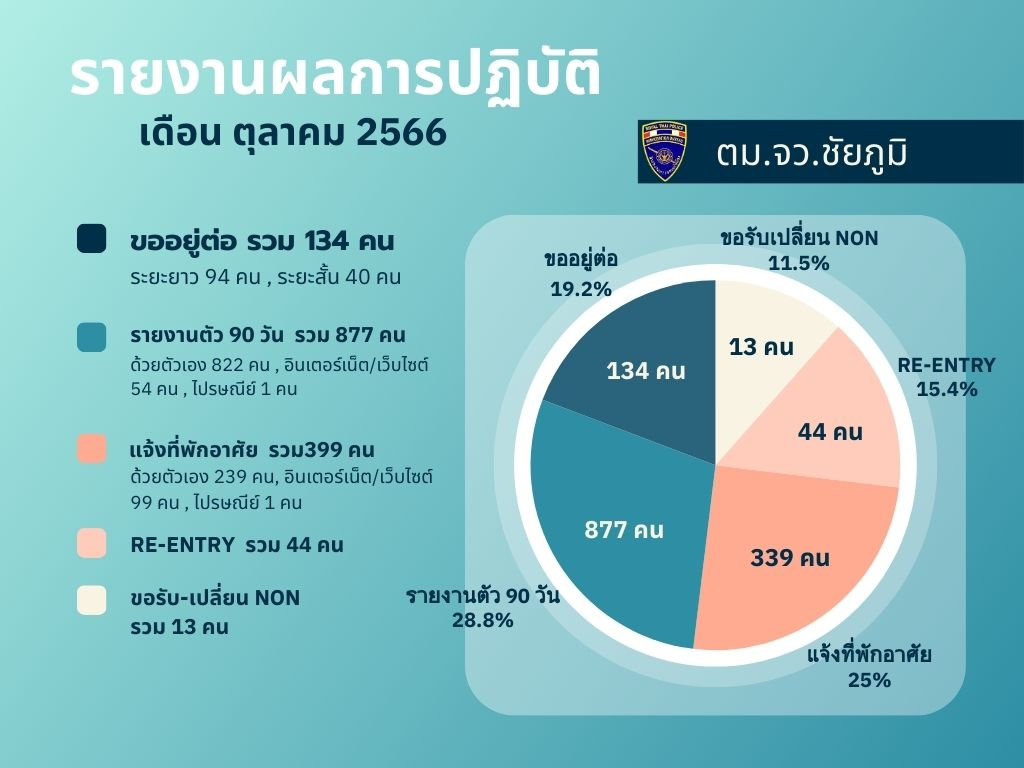 รายงานผลการปฏิบัติ
เดือน ตุลาคม 2566
ROYAL THAI POLICE
ตม.จว.ชัยภูมิ
ขออยู่ต่อ รวม 134 คน
ระยะยาว 94 คน , ระยะสั้น 40 คน
รายงานตัว 90 วัน รวม 877 คน
ด้วยตัวเอง 822 คน , อินเตอร์เน็ต/เว็บไซต์
54 คน , ไปรษณีย์ 1 คน
แจ้งที่พักอาศัย รวม399 คน
ด้วยตัวเอง 239 คน, อินเตอร์เน็ต/เว็บไซต์
99 คน , ไปรษณีย์ 1 คน
RE-ENTRY รวม 44 คน
ขอรับ-เปลี่ยน NON
รวม 13 คน
ขออยู่ต่อ
19.2%
ขอรับเปลี่ยน NON
11.5%
13 คน
134 คน
RE-ENTRY
15.4%
44 คน
877 คน
339 คน
รายงานตัว 90 วัน
28.8%
แจ้งที่พักอาศัย
25%